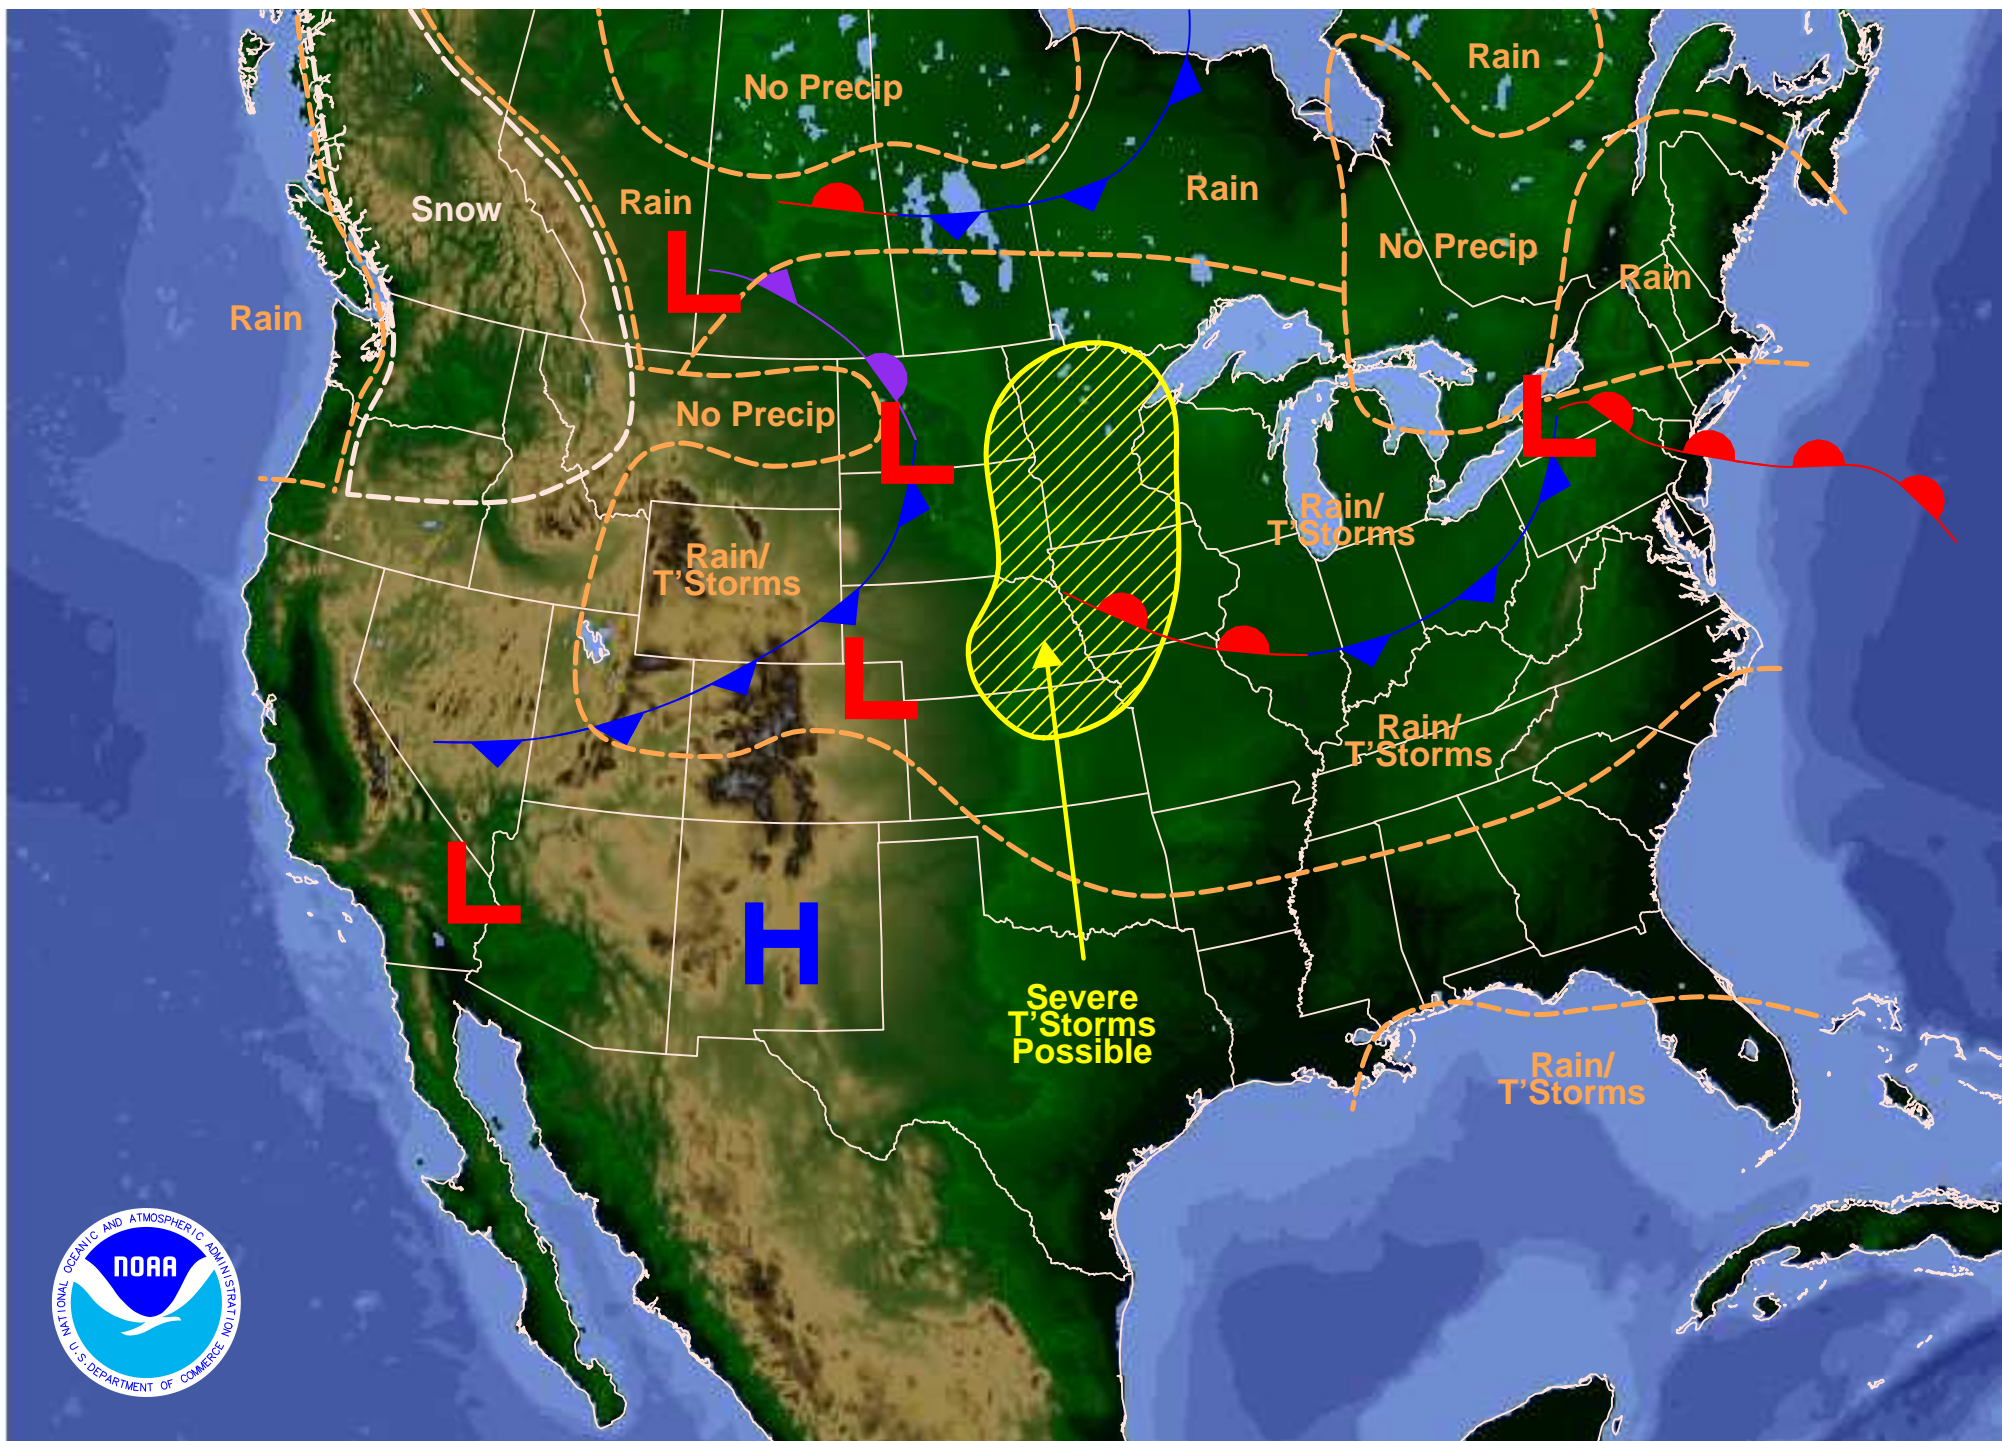 Rain
No Precip
Rain
Snow
Rain
No Precip
Rain
Rain
L
L
No Precip
L
L
Rain/
T'Storms
Rain/
T'Storms
L
Rain/
T'Storms
L
H
Severe
T'Storms
Possible
Rain/
T'Storms
NATIONAL OCEANIC AND ATMOSPHERIC ADMINISTRATION
NOAA
U.S. DEPARTMENT OF COMMERCE